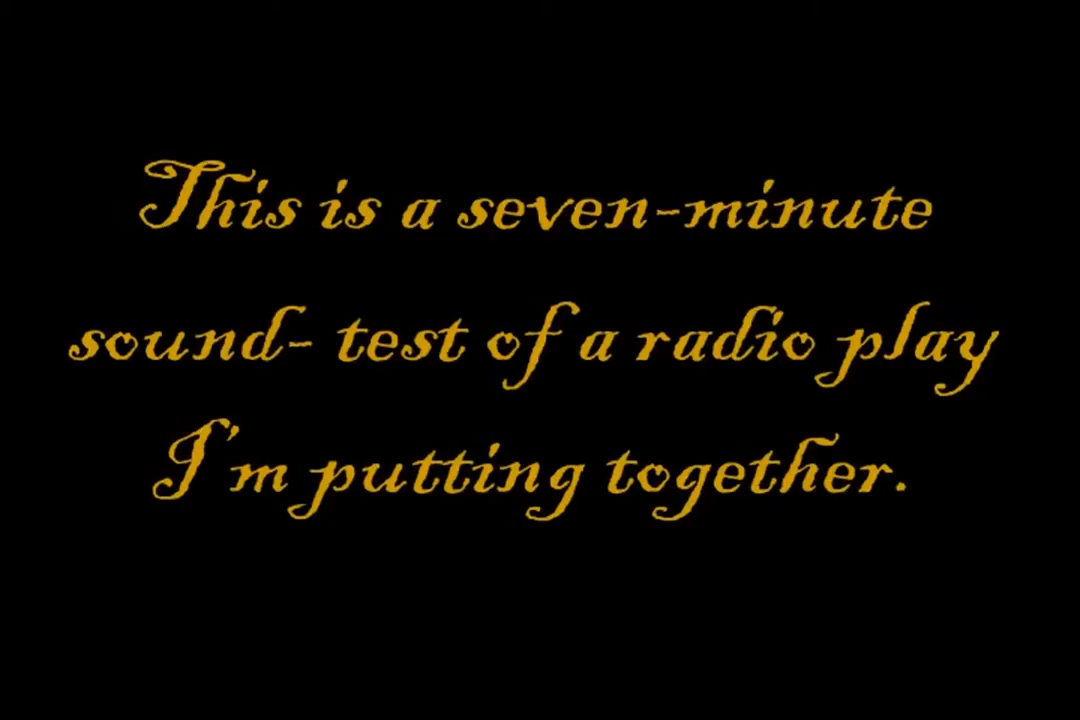 This is a seven-minute
sound- test of a radio play
I'm putting together.